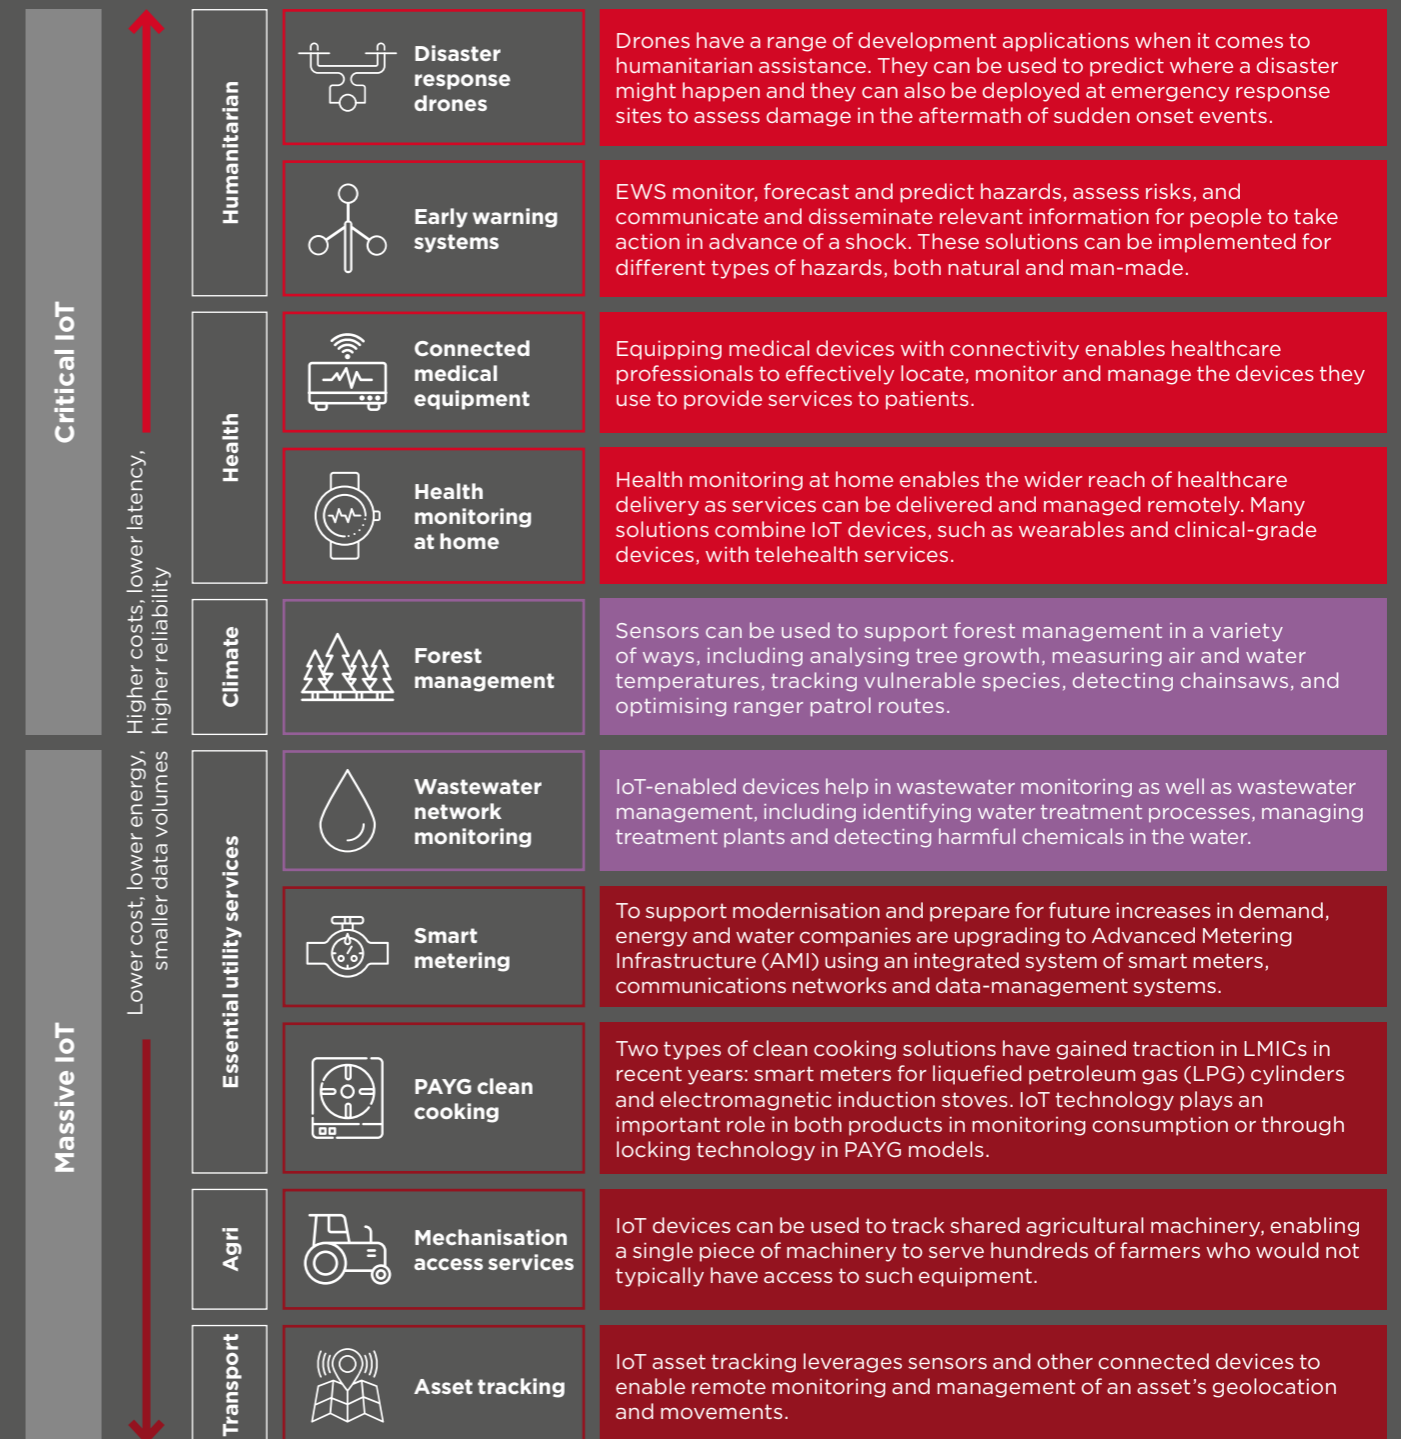 Critical IoT
Higher costs, lower latency,
higher reliability
Humanitarian
Disaster
response
drones
Drones have a range of development applications when it comes to
humanitarian assistance. They can be used to predict where a disaster
might happen and they can also be deployed at emergency response
sites to assess damage in the aftermath of sudden onset events.
Early warning
systems
EWS monitor, forecast and predict hazards, assess risks, and
communicate and disseminate relevant information for people to take
action in advance of a shock. These solutions can be implemented for
different types of hazards, both natural and man-made.
Health
Connected
medical
equipment
Equipping medical devices with connectivity enables healthcare
professionals to effectively locate, monitor and manage the devices they
use to provide services to patients.
Health
monitoring
at home
Health monitoring at home enables the wider reach of healthcare
delivery as services can be delivered and managed remotely. Many
solutions combine IoT devices, such as wearables and clinical-grade
devices, with telehealth services.
Climate
Forest
management
Sensors can be used to support forest management in a variety
of ways, including analysing tree growth, measuring air and water
temperatures, tracking vulnerable species, detecting chainsaws, and
optimising ranger patrol routes.
Massive IoT
Lower cost, lower energy,
smaller data volumes
Essential utility services
Wastewater
network
monitoring
IoT-enabled devices help in wastewater monitoring as well as wastewater
management, including identifying water treatment processes, managing
treatment plants and detecting harmful chemicals in the water.
Smart
metering
To support modernisation and prepare for future increases in demand,
energy and water companies are upgrading to Advanced Metering
Infrastructure (AMI) using an integrated system of smart meters,
communications networks and data-management systems.
PAYG clean
cooking
Two types of clean cooking solutions have gained traction in LMICs in
recent years: smart meters for liquefied petroleum gas (LPG) cylinders
and electromagnetic induction stoves. IoT technology plays an
important role in both products in monitoring consumption or through
locking technology in PAYG models.
Agri
Mechanisation
access services
IoT devices can be used to track shared agricultural machinery, enabling
a single piece of machinery to serve hundreds of farmers who would not
typically have access to such equipment.
Transport
Asset tracking
IoT asset tracking leverages sensors and other connected devices to
enable remote monitoring and management of an asset's geolocation
and movements.